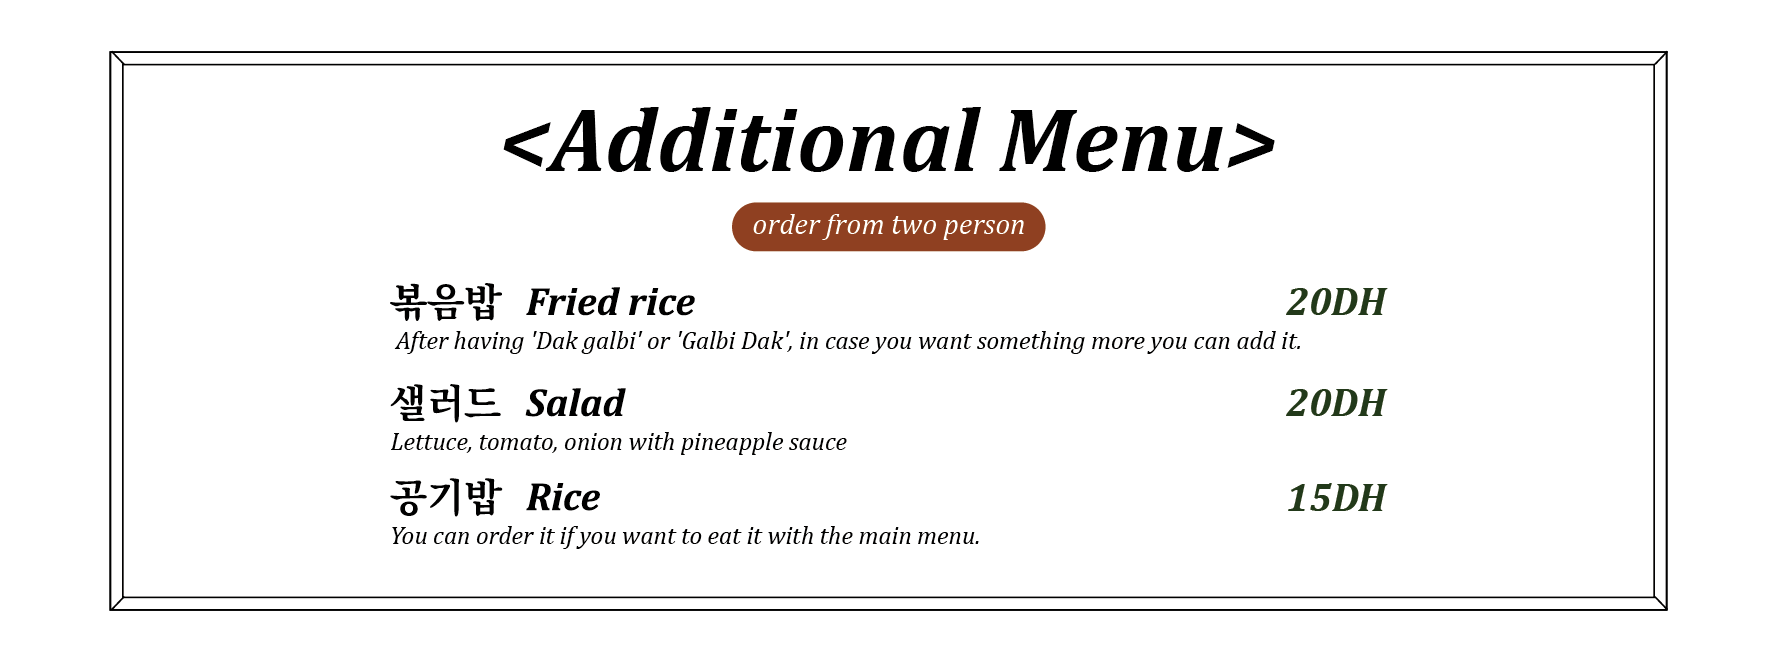 <Additional Menu>
order from two person
볶음밥 Fried rice 20DH
After having 'Dak galbi' or 'Galbi Dak', in case you want something more you can add it.
샐러드 Salad 20DH
Lettuce, tomato, onion with pineapple sauce
공기밥 Rice 15DH
You can order it if you want to eat it with the main menu.